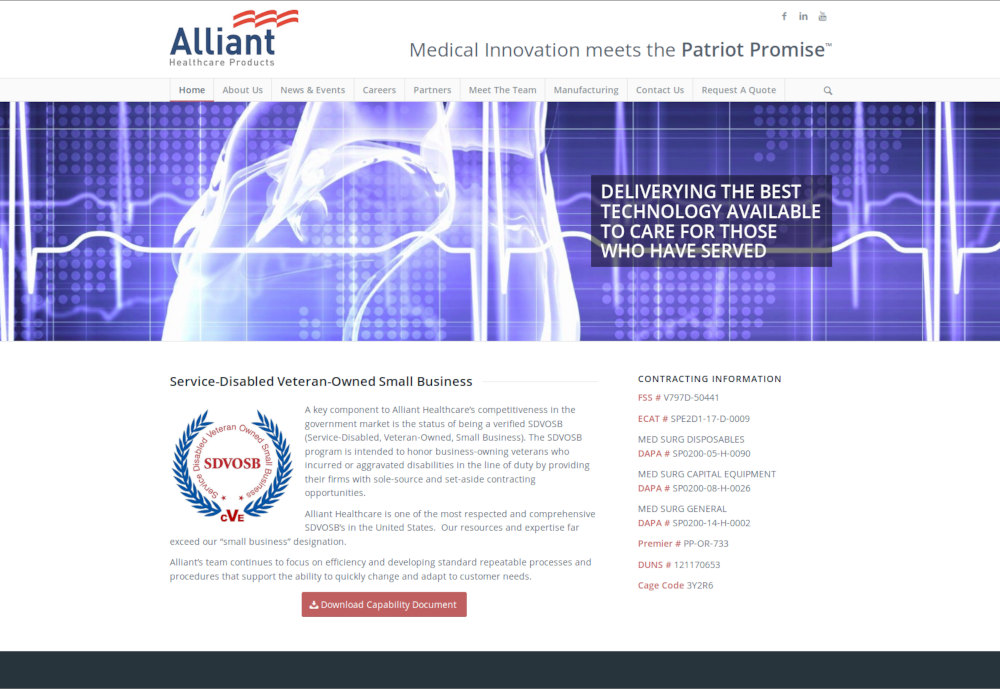 Alliant
Healthcare Products
Medical Innovation meets the Patriot Promise™
Home About Us News & Events Careers Partners Meet The Team Manufacturing Contact Us Request A Quote
DELIVERYING THE BEST
TECHNOLOGY AVAILABLE
TO CARE FOR THOSE
WHO HAVE SERVED
Service-Disabled Veteran-Owned Small Business
Service Disabled Veteran Owned Small Business
SDVOSB
CVE
A key component to Alliant Healthcare's competitiveness in the
government market is the status of being a verified SDVOSB
(Service-Disabled, Veteran-Owned, Small Business). The SDVOSB
program is intended to honor business-owning veterans who
incurred or aggravated disabilities in the line of duty by providing
their firms with sole-source and set-aside contracting
opportunities.
Alliant Healthcare is one of the most respected and comprehensive
SDVOSB's in the United States. Our resources and expertise far
exceed our "small business" designation.
Alliant's team continues to focus on efficiency and developing standard repeatable processes and
procedures that support the ability to quickly change and adapt to customer needs.
Download Capability Document
CONTRACTING INFORMATION
FSS # V797D-50441
ECAT # SPE2D1-17-D-0009
MED SURG DISPOSABLES
DAPA # SP0200-05-H-0090
MED SURG CAPITAL EQUIPMENT
DAPA # SP0200-08-H-0026
MED SURG GENERAL
DAPA # SP0200-14-H-0002
Premier # PP-OR-733
DUNS # 121170653
Cage Code 3Y2R6